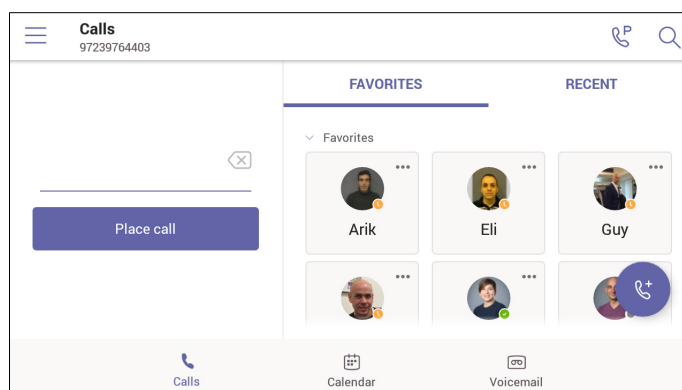 Calls
97239764403
P
FAVORITES
RECENT
Favorites
Place call
Arik
Eli
Guy
Calls
Calendar
Voicemail